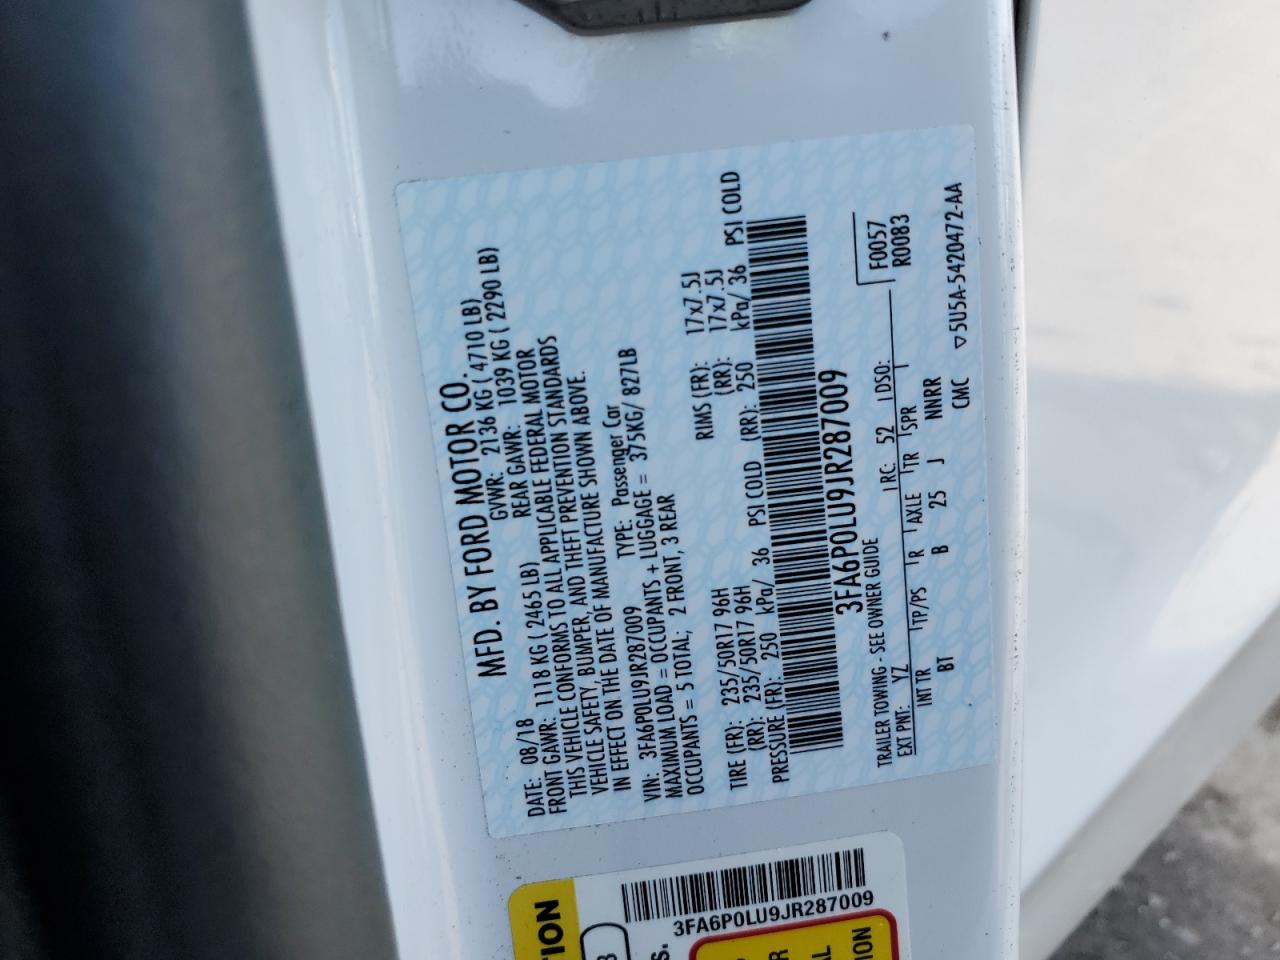 MFD. BY FORD MOTOR CO.
DATE: 08/18 GVWR: 2136 KG ( 4710 LB)
FRONT GAWR: 1118 KG ( 2465 LB) REAR GAWR: 1039 KG ( 2290 LB)
THIS VEHICLE CONFORMS TO ALL APPLICABLE FEDERAL MOTOR
VEHICLE SAFETY, BUMPER, AND THEFT PREVENTION STANDARDS
IN EFFECT ON THE DATE OF MANUFACTURE SHOWN ABOVE.
VIN: 3FA6P0LU9JR287009 TYPE: Passenger Car
MAXIMUM LOAD = OCCUPANTS + LUGGAGE = 375KG/ 827LB
OCCUPANTS = 5 TOTAL; 2 FRONT, 3 REAR
TIRE (FR): 235/50R17 96H RIMS (FR): 17x7.5J
(RR): 235/50R17 96H (RR): 17x7.5J
PRESSURE (FR): 250 kPa/ 36 PSI COLD (RR): 250 kPa/ 36 PSI COLD
3FA6P0LU9JR287009
F0057
R0083
TRAILER TOWING - SEE OWNER GUIDE
EXT PNT: YZ RC: 52 DSO:
INT TR TP/PS R AXLE TR SPR
BT B 25 J NNRR
CMC ▽5U5A-5420472-AA
3FA6P0LU9JR287009